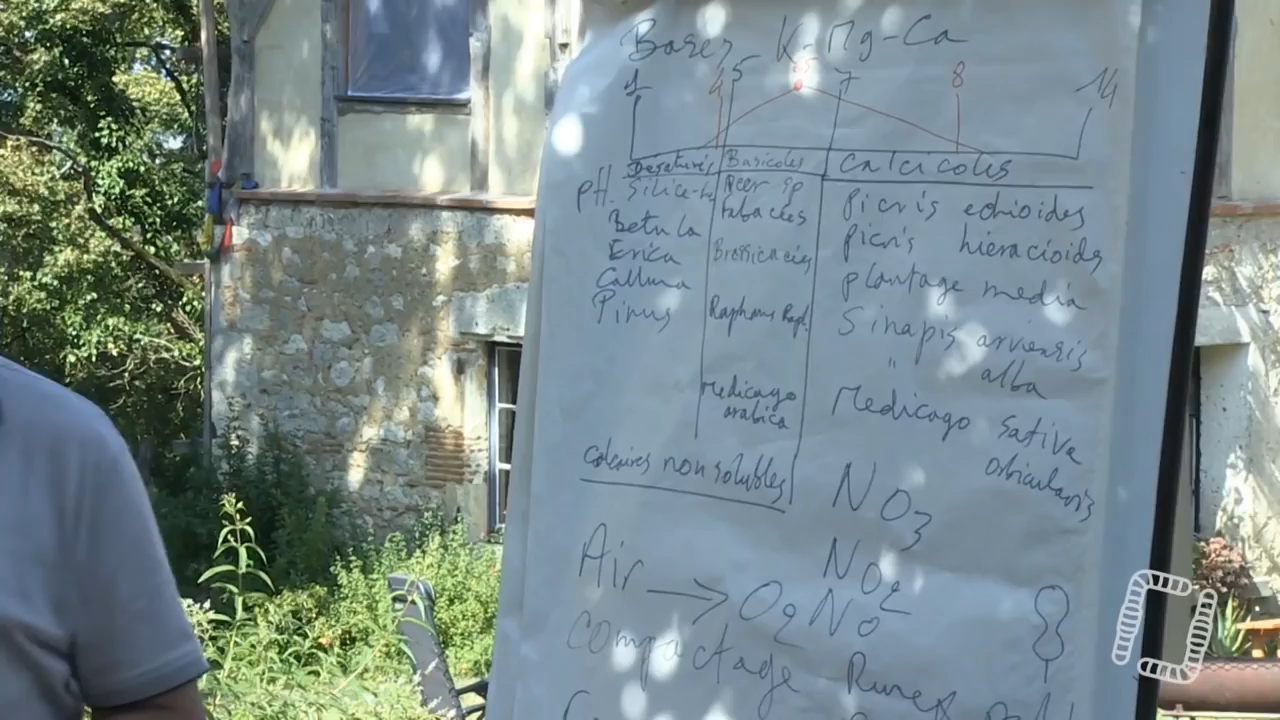 Bases K-Mg-Ca
1 4 5 6,5 7 8 14
Desaturés Basicoles Calcicoles
pH. Silice
Betula
Erica
Calluna
Pinus
Acer sp
fabacées
Brassicacées
Raphanus Raph.
Medicago
arabica
Picris echioides
Picris hieracioides
plantago media
Sinapis arvensis
" alba
Medicago sativa
orbicularis
calcaires non solubles
NO3
NO2
Air → O2 NO
compactage Rumex